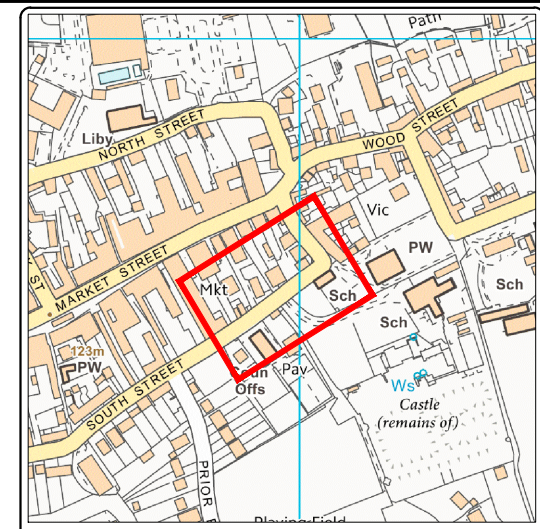 Path
Liby
NORTH STREET
WOOD STREET
Vic
PW
MARKET STREET
Mkt
Sch
Sch
Sch
123m
PW
SOUTH STREET
Pav
Offs
Ws
Castle
(remains of)
PRIOR
Playing Field